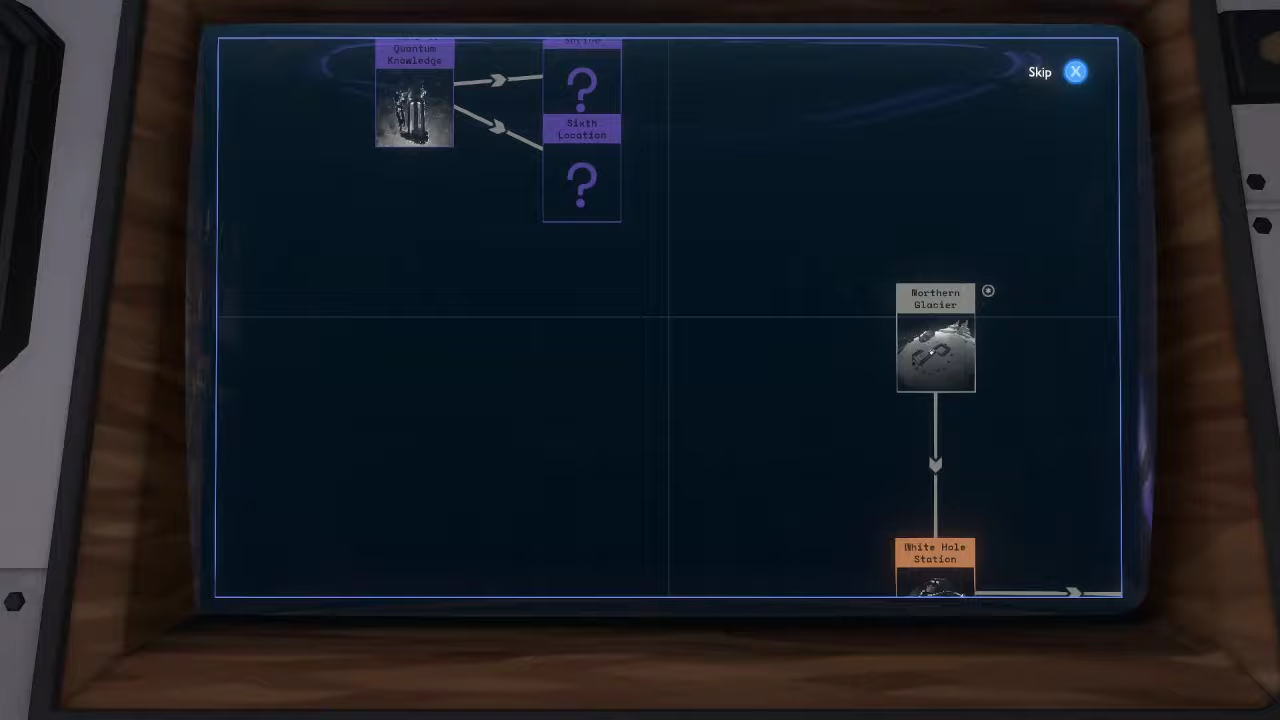 Quantum
Knowledge
Sixth
Location
Skip X
Northern
Glacier
White Hole
Station